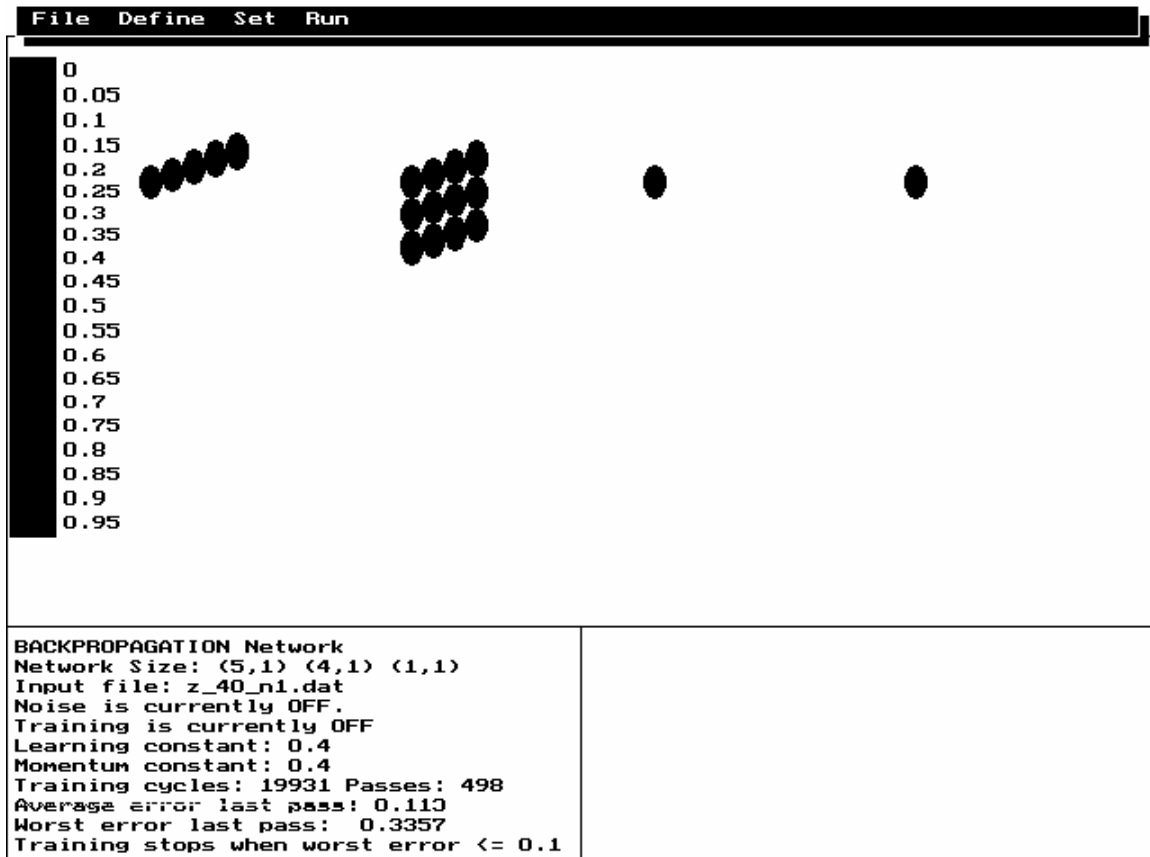 File Define Set Run
0
0.05
0.1
0.15
0.2
0.25
0.3
0.35
0.4
0.45
0.5
0.55
0.6
0.65
0.7
0.75
0.8
0.85
0.9
0.95
BACKPROPAGATION Network
Network Size: (5,1) (4,1) (1,1)
Input file: z_40_n1.dat
Noise is currently OFF.
Training is currently OFF
Learning constant: 0.4
Momentum constant: 0.4
Training cycles: 19931 Passes: 498
Average error last pass:
Worst error last pass: 0.3357
Training stops when worst error <= 0.1